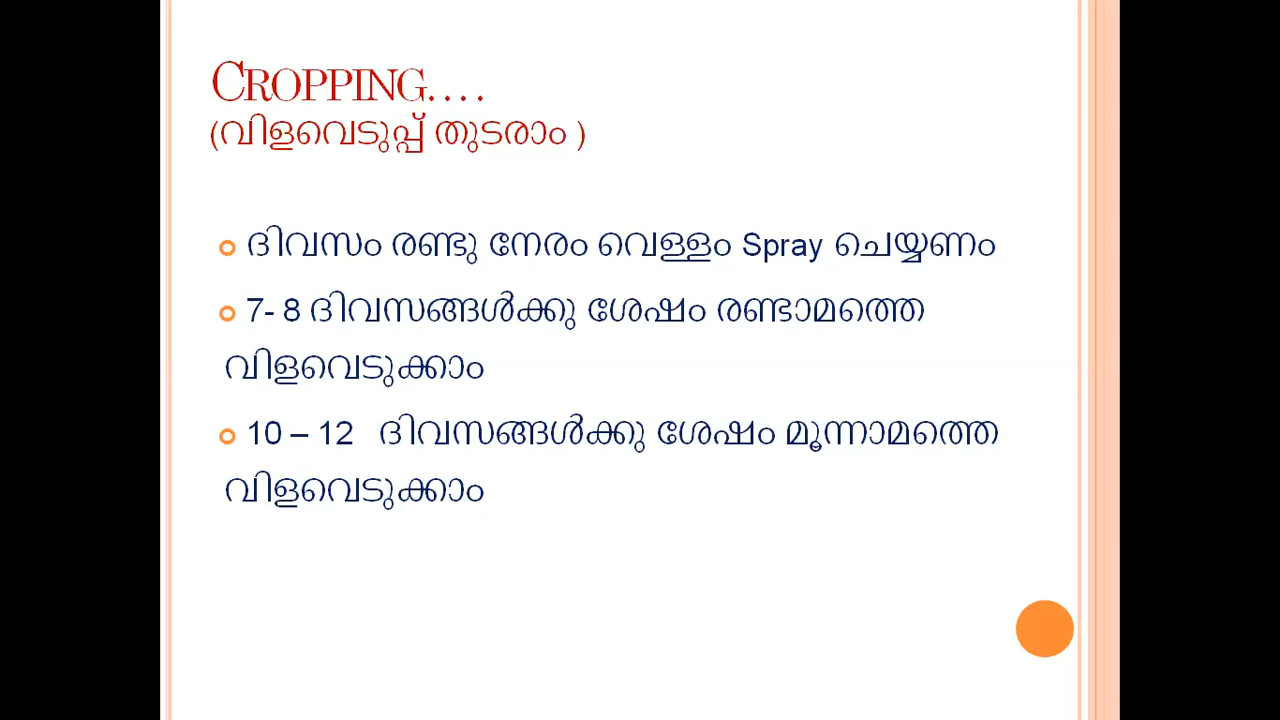 CROPPING....
(വിളവെടുപ്പ് തുടരാം )
ദിവസം രണ്ടു നേരം വെള്ളം Spray ചെയ്യണം
7- 8 ദിവസങ്ങൾക്കു ശേഷം രണ്ടാമത്തെ
വിളവെടുക്കാം
10 – 12 ദിവസങ്ങൾക്കു ശേഷം മൂന്നാമത്തെ
വിളവെടുക്കാം